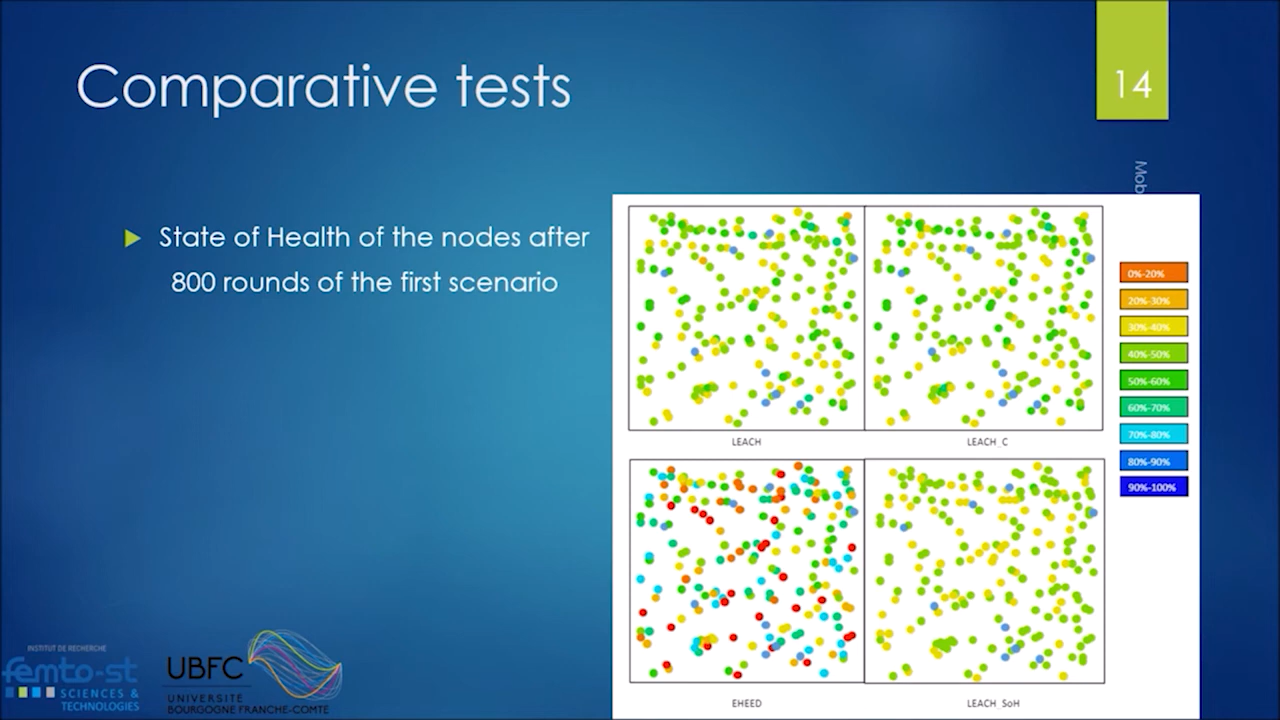 Comparative tests
14
Mob
State of Health of the nodes after
800 rounds of the first scenario
0%-20%
20%-30%
30%-40%
40%-50%
50%-60%
60%-70%
70%-80%
80%-90%
90%-100%
LEACH
LEACH_C
EHEED
LEACH_SoH
INSTITUT DE RECHERCHE
femto-st
SCIENCES &
TECHNOLOGIES
UBFC
UNIVERSITÉ
BOURGOGNE FRANCHE-COMTÉ